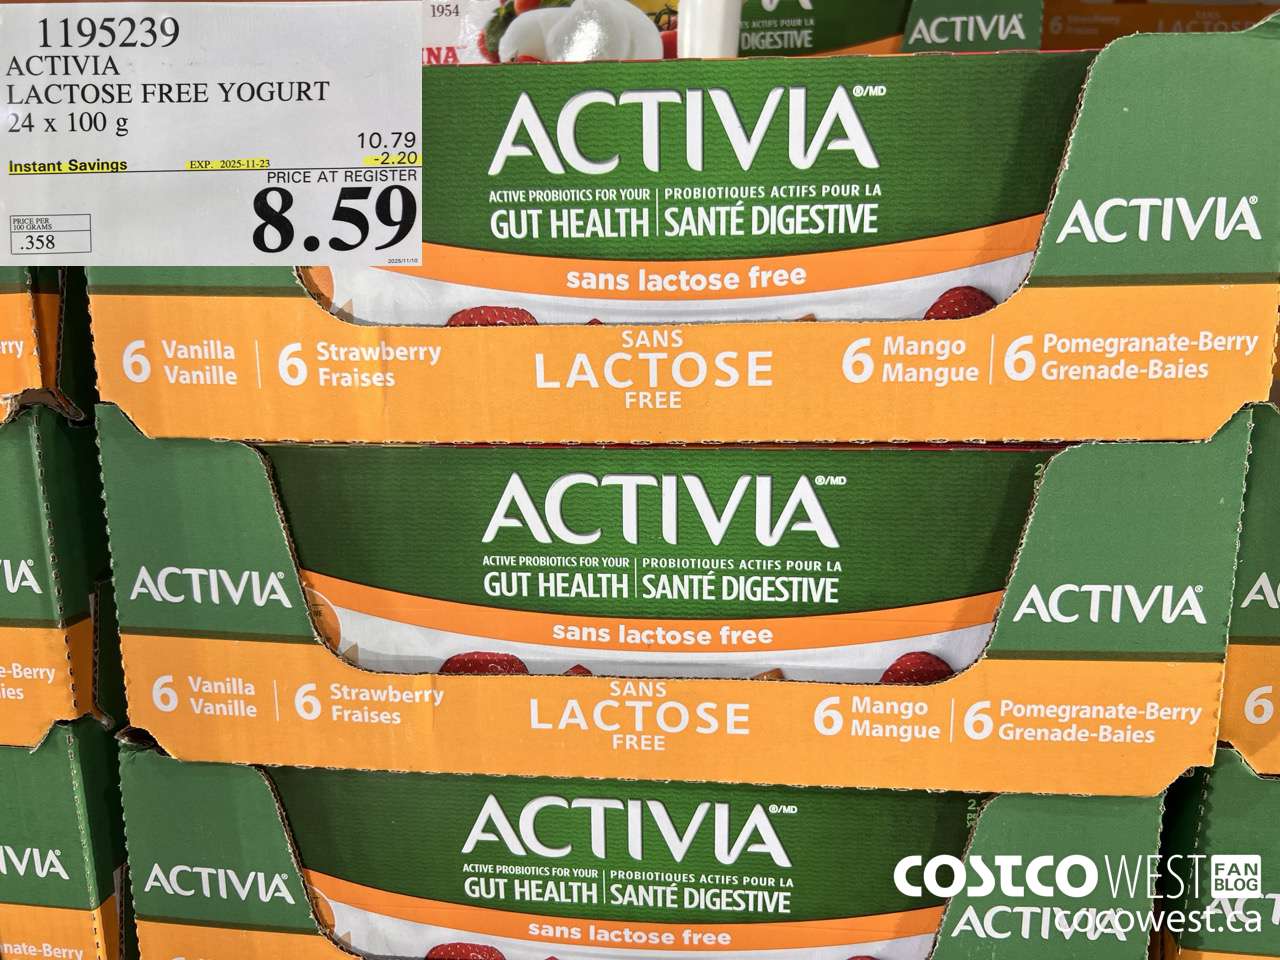 1195239
ACTIVIA
LACTOSE FREE YOGURT
24 x 100 g
10.79
Instant Savings EXP. 2025-11-23 -2.20
PRICE AT REGISTER
8.59
PRICE PER
100 GRAMS
.358
2025/11/10
1954
DIGESTIVE
ACTIVIA
ACTIVIA®/MD
ACTIVE PROBIOTICS FOR YOUR | PROBIOTIQUES ACTIFS POUR LA
GUT HEALTH | SANTÉ DIGESTIVE
ACTIVIA
sans lactose free
6 Vanilla Vanille | 6 Strawberry Fraises
SANS
LACTOSE
FREE
6 Mango Mangue | 6 Pomegranate-Berry Grenade-Baies
ACTIVIA®/MD
ACTIVE PROBIOTICS FOR YOUR | PROBIOTIQUES ACTIFS POUR LA
GUT HEALTH | SANTÉ DIGESTIVE
ACTIVIA
ACTIVIA
sans lactose free
6 Vanilla Vanille | 6 Strawberry Fraises
SANS
LACTOSE
FREE
6 Mango Mangue | 6 Pomegranate-Berry Grenade-Baies
6
ACTIVIA®/MD
ACTIVE PROBIOTICS FOR YOUR | PROBIOTIQUES ACTIFS POUR LA
GUT HEALTH | SANTÉ DIGESTIVE
ACTIVIA
ACTIVIA
sans lactose free
COSTCO WEST FAN BLOG
cocowest.ca